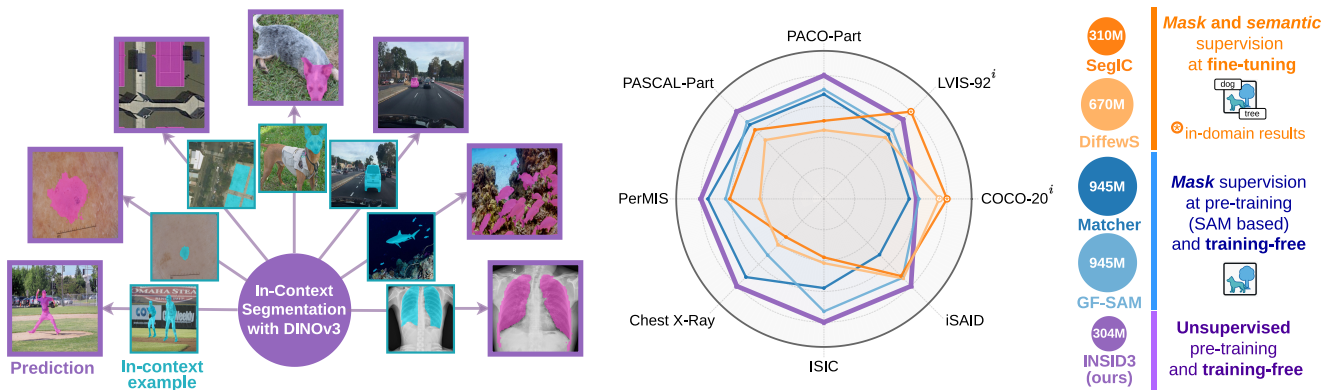 In-Context
Segmentation
with DINOv3
Prediction
In-context
example
OMAHA STEA
PACO-Part
LVIS-92^i
COCO-20^i
iSAID
ISIC
Chest X-Ray
PerMIS
PASCAL-Part
310M
SegIC
670M
DiffewS
945M
Matcher
945M
GF-SAM
304M
INSID3
(ours)
Mask and semantic
supervision
at fine-tuning
dog
tree
in-domain results
Mask supervision
at pre-training
(SAM based)
and training-free
Unsupervised
pre-training
and training-free